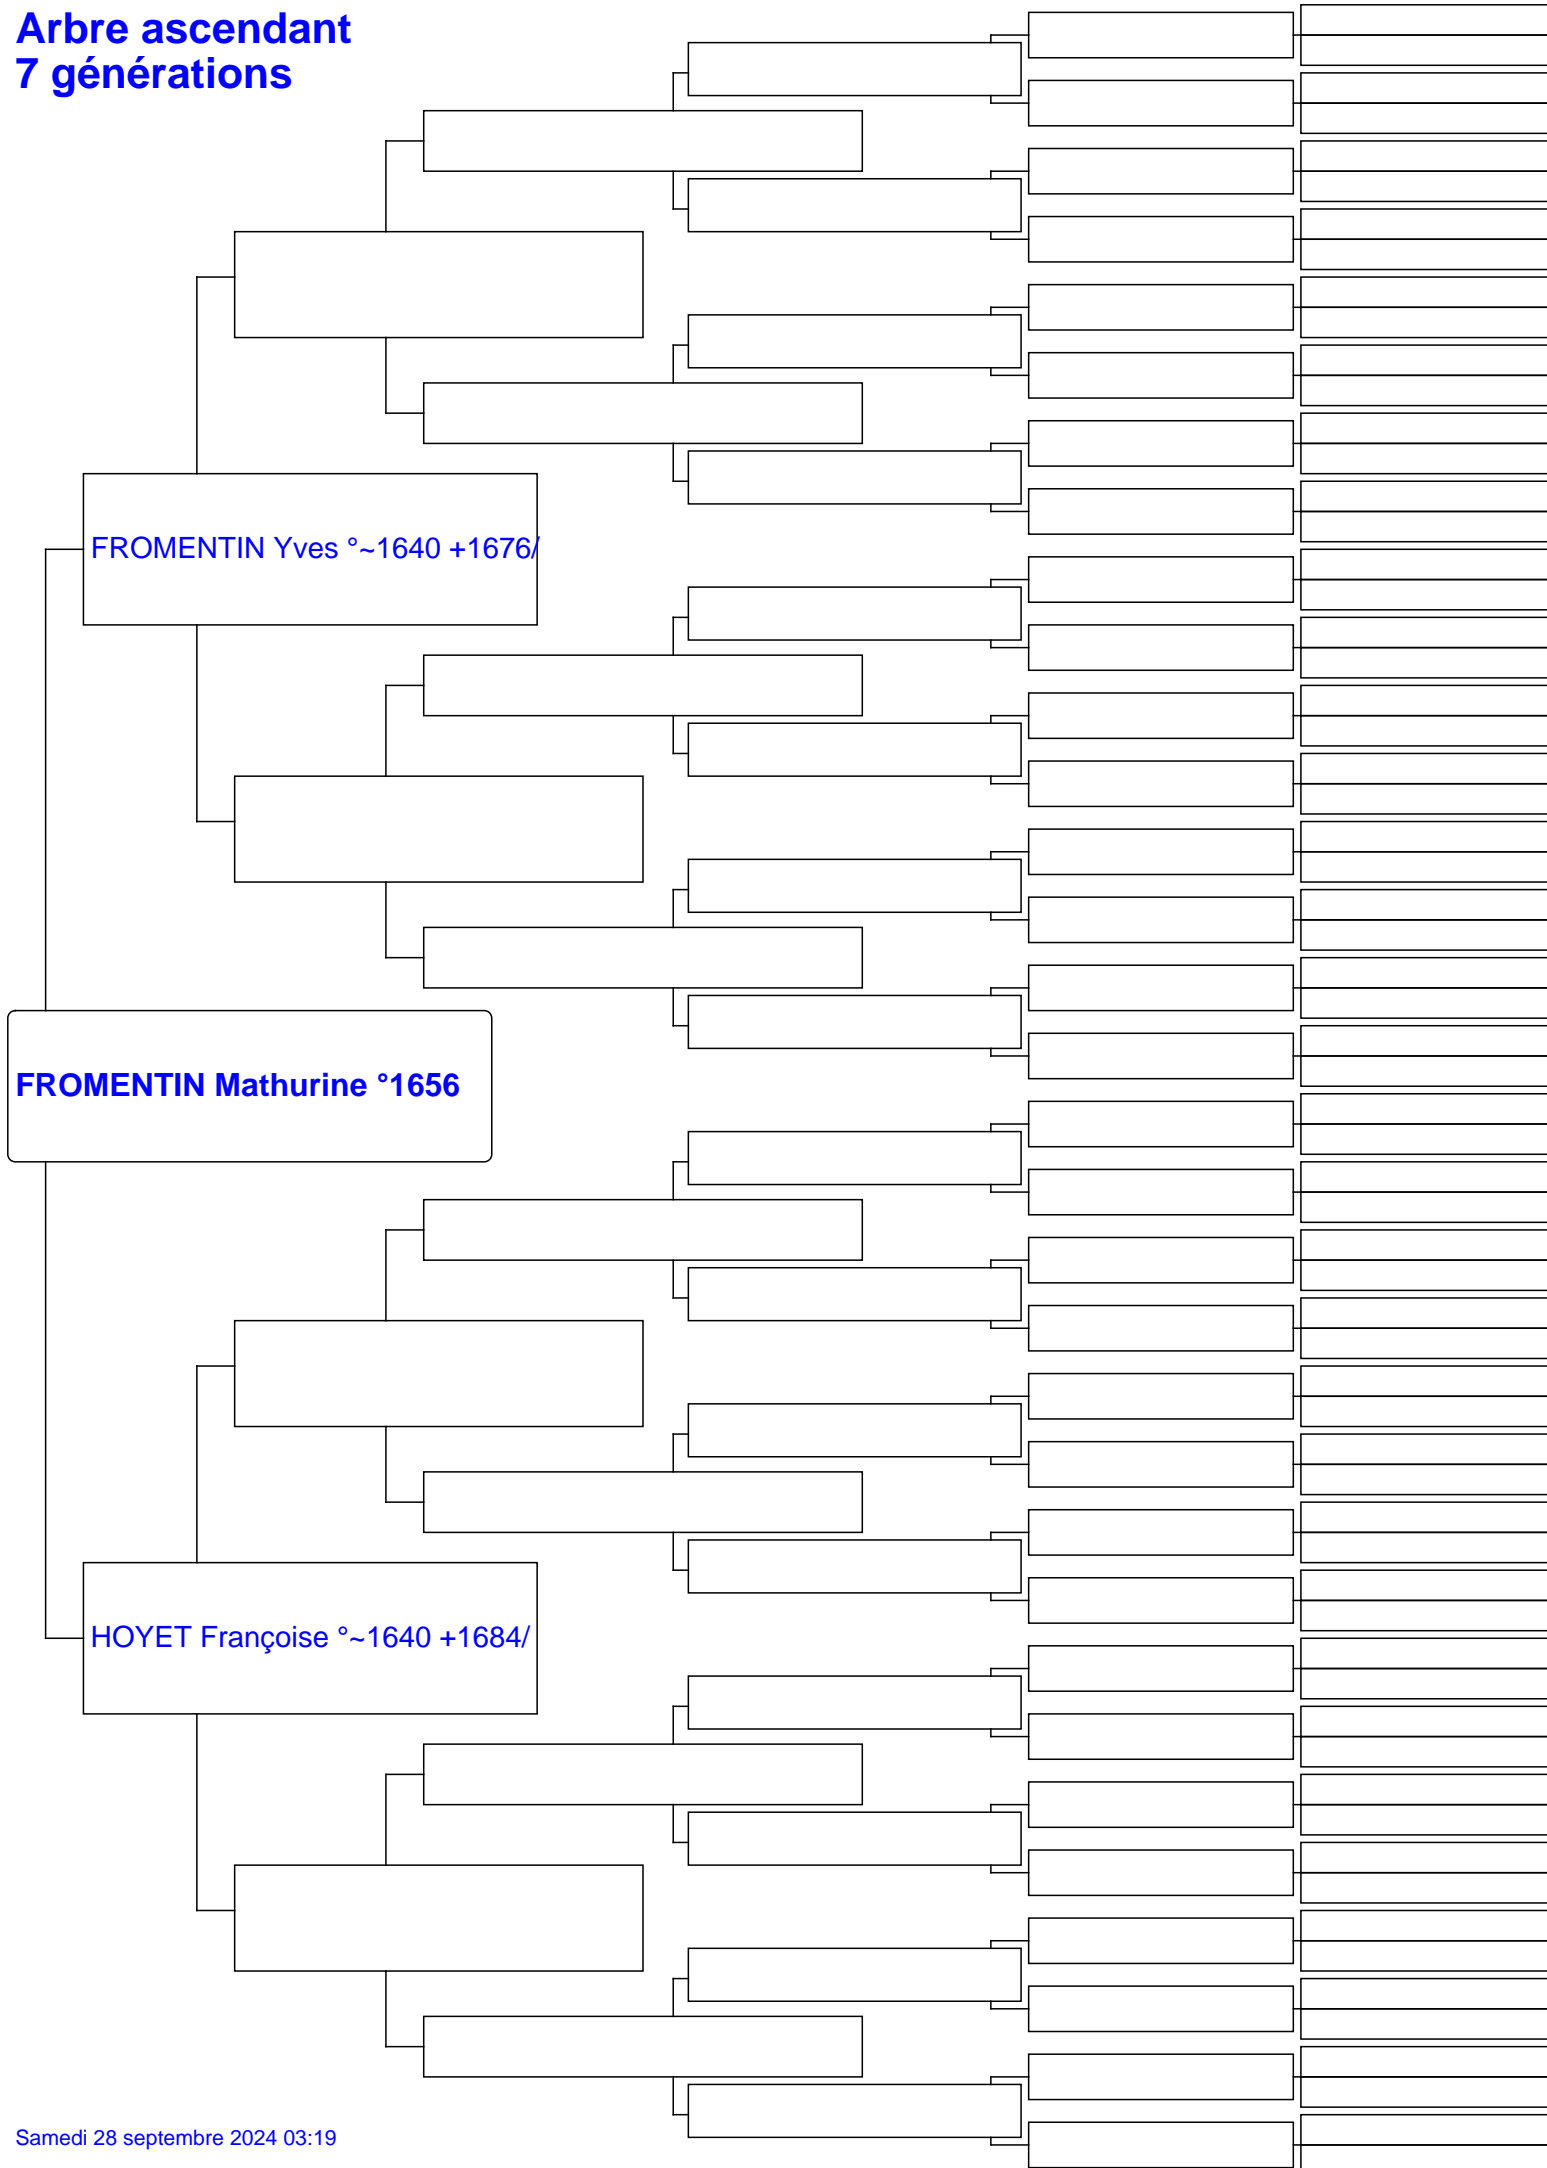 Arbre ascendant
7 générations
FROMENTIN Yves °~1640 +1676/
FROMENTIN Mathurine °1656
HOYET Françoise °~1640 +1684/
Samedi 28 septembre 2024 03:19